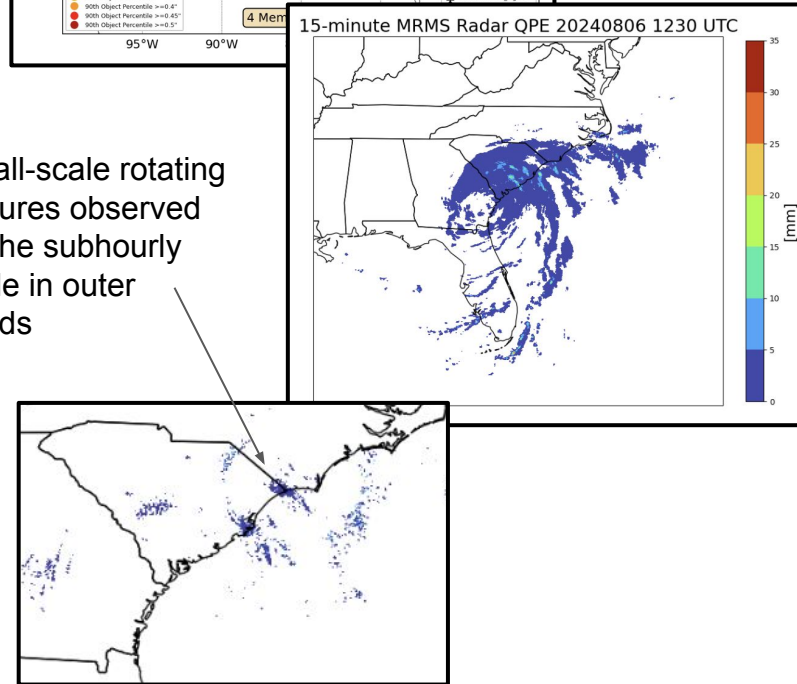 90th Object Percentile >=0.4"
90th Object Percentile >=0.45"
90th Object Percentile >=0.5"
4 Mem
95°W 90°W
15-minute MRMS Radar QPE 20240806 1230 UTC
35
30
25
20
15
10
5
0
[mm]
all-scale rotating
ures observed
he subhourly
le in outer
ds